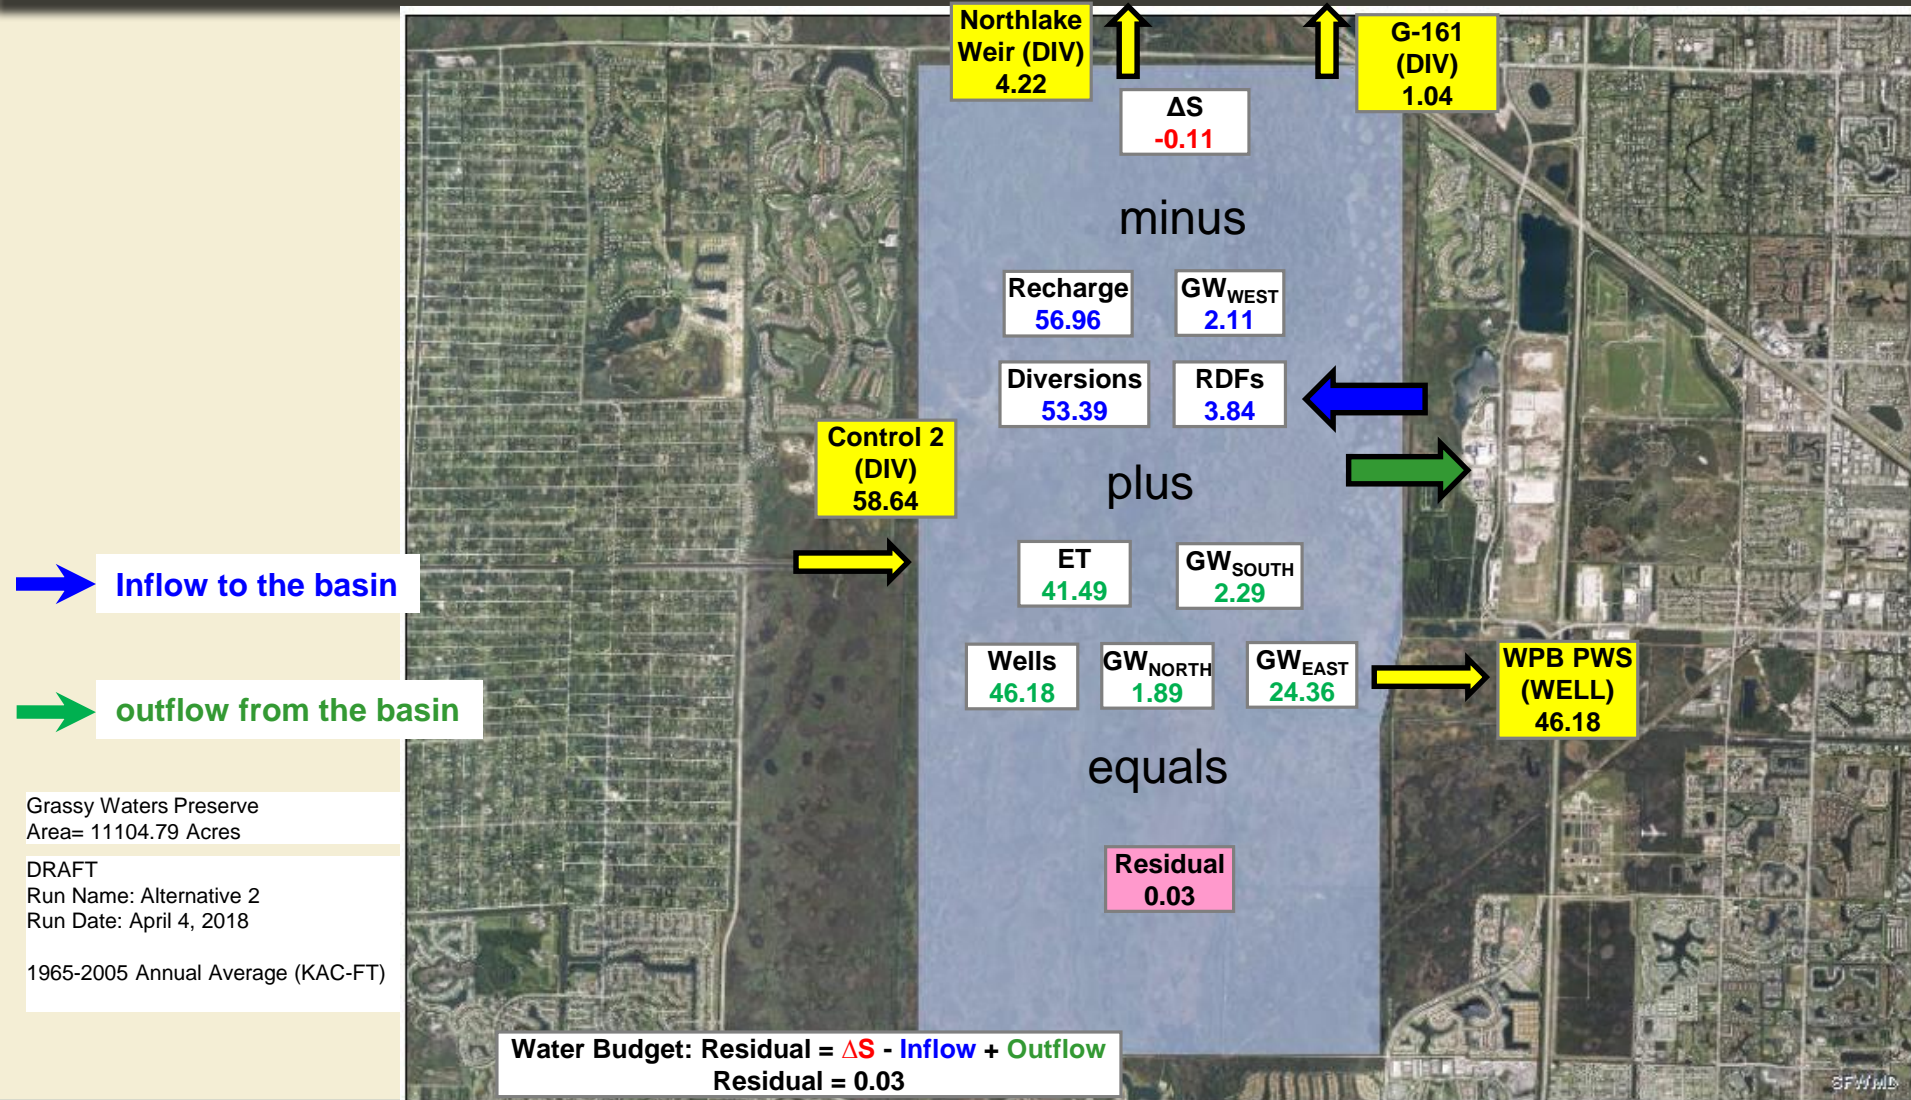 Northlake
Weir (DIV)
4.22
G-161
(DIV)
1.04
ΔS
-0.11
minus
Recharge
56.96
GWWEST
2.11
Diversions
53.39
RDFs
3.84
Control 2
(DIV)
58.64
plus
ET
41.49
GWSOUTH
2.29
Inflow to the basin
Wells
46.18
GWNORTH
1.89
GWEAST
24.36
WPB PWS
(WELL)
46.18
outflow from the basin
equals
Grassy Waters Preserve
Area= 11104.79 Acres
DRAFT
Run Name: Alternative 2
Run Date: April 4, 2018
1965-2005 Annual Average (KAC-FT)
Residual
0.03
Water Budget: Residual = ΔS - Inflow + Outflow
Residual = 0.03
SFWMD